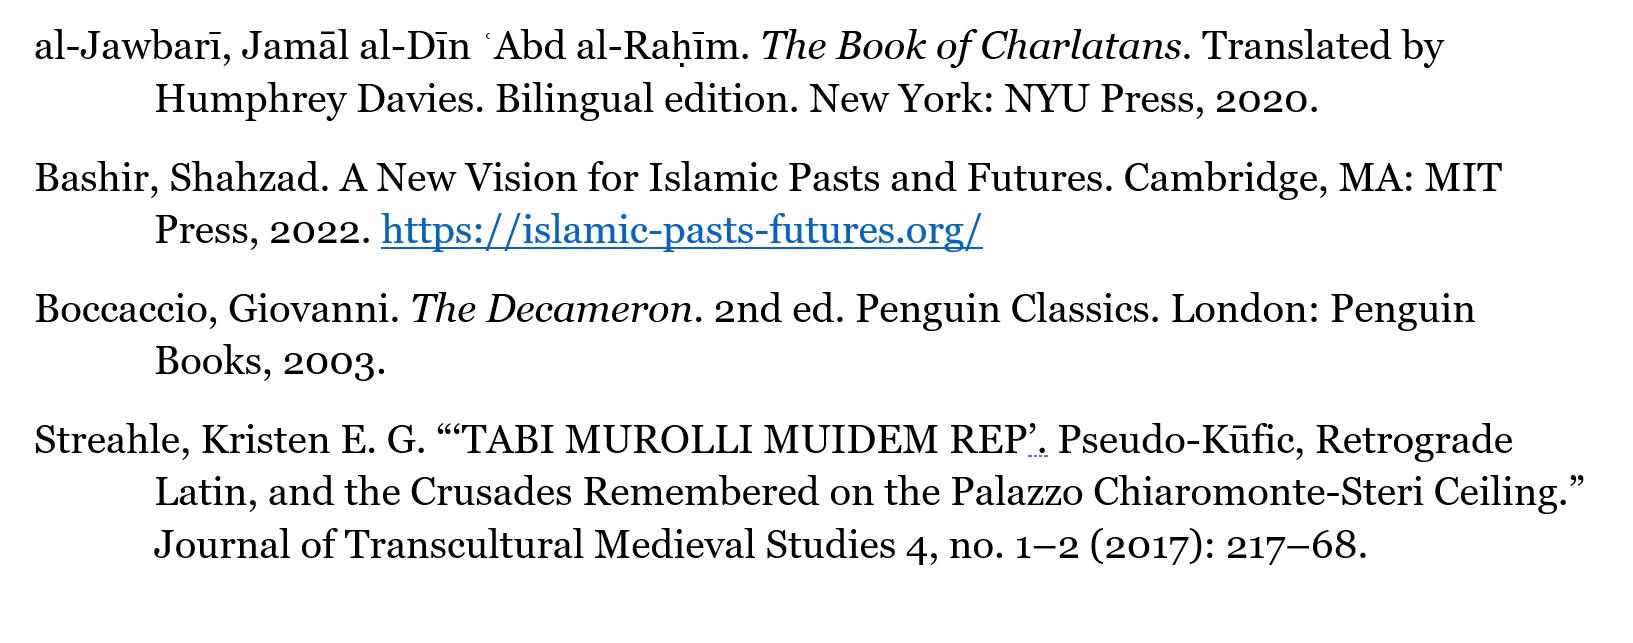 al-Jawbarī, Jamāl al-Dīn ʿAbd al-Raḥīm. The Book of Charlatans. Translated by
Humphrey Davies. Bilingual edition. New York: NYU Press, 2020.
Bashir, Shahzad. A New Vision for Islamic Pasts and Futures. Cambridge, MA: MIT
Press, 2022. https://islamic-pasts-futures.org/
Boccaccio, Giovanni. The Decameron. 2nd ed. Penguin Classics. London: Penguin
Books, 2003.
Streahle, Kristen E. G. “‘TABI MUROLLI MUIDEM REP’. Pseudo-Kūfic, Retrograde
Latin, and the Crusades Remembered on the Palazzo Chiaromonte-Steri Ceiling.”
Journal of Transcultural Medieval Studies 4, no. 1–2 (2017): 217–68.